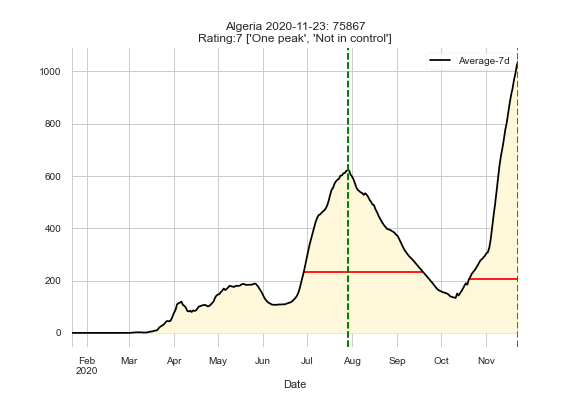 Algeria 2020-11-23: 75867
Rating:7 ['One peak', 'Not in control']
Average-7d
1000
800
600
400
200
0
Feb Mar Apr May Jun Jul Aug Sep Oct Nov
2020
Date